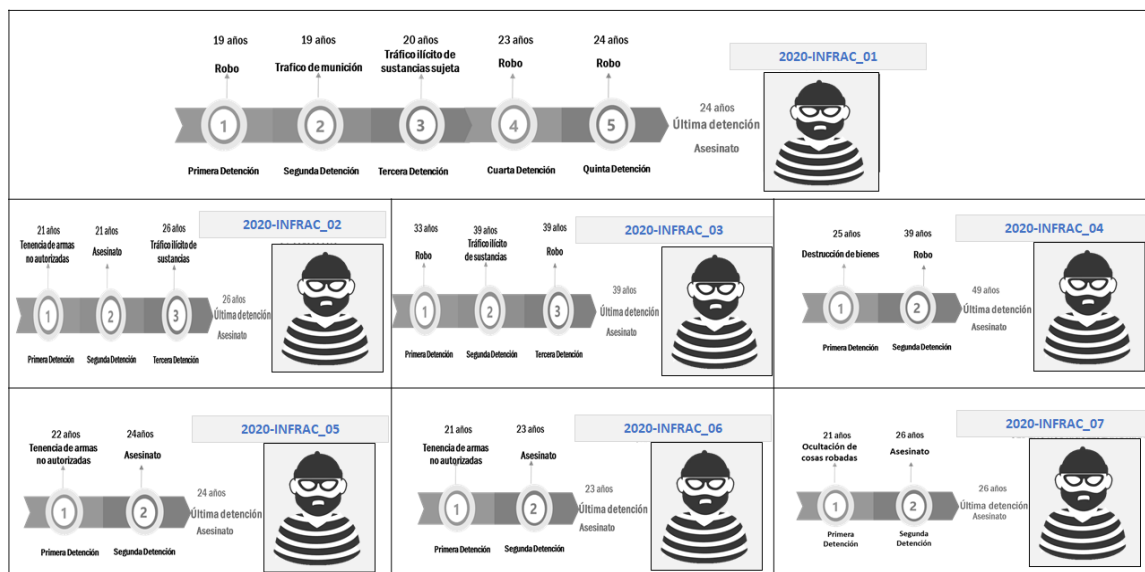 2020-INFRAC_01
19 años
19 años
20 años
23 años
24 años
Robo
Trafico de munición
Tráfico ilícito de
sustancias sujeta
Robo
Robo
1
2
3
4
5
24 años
Última detención
Asesinato
Primera Detención
Segunda Detención
Tercera Detención
Cuarta Detención
Quinta Detención
2020-INFRAC_02
21 años
21 años
26 años
Tenencia de armas
no autorizadas
Asesinato
Tráfico ilícito de
sustancias
1
2
3
26 años
Última detención
Asesinato
Primera Detención
Segunda Detención
Tercera Detención
2020-INFRAC_03
33 años
39 años
39 años
Robo
Tráfico ilícito
de sustancias
Robo
1
2
3
39 años
Última detención
Asesinato
Primera Detención
Segunda Detención
Tercera Detención
2020-INFRAC_04
25 años
39 años
Destrucción de bienes
Robo
1
2
49 años
Última detención
Asesinato
Primera Detención
Segunda Detención
2020-INFRAC_05
22 años
24años
Tenencia de armas
no autorizadas
Asesinato
1
2
24 años
Última detención
Asesinato
Primera Detención
Segunda Detención
2020-INFRAC_06
21 años
23 años
Tenencia de armas
no autorizadas
Asesinato
1
2
23 años
Última detención
Asesinato
Primera Detención
Segunda Detención
2020-INFRAC_07
21 años
26 años
Ocultación de
cosas robadas
Asesinato
1
2
26 años
Última detención
Asesinato
Primera
Detención
Segunda
Detención